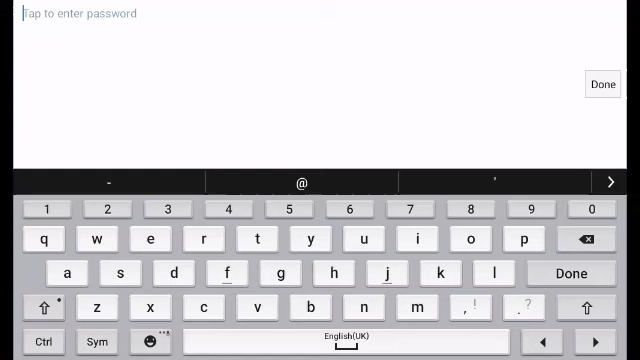 Tap to enter password
Done
- @ '
1 2 3 4 5 6 7 8 9 0
q w e r t y u i o p
a s d f g h j k l Done
z x c v b n m , ! . ?
Ctrl Sym English(UK)